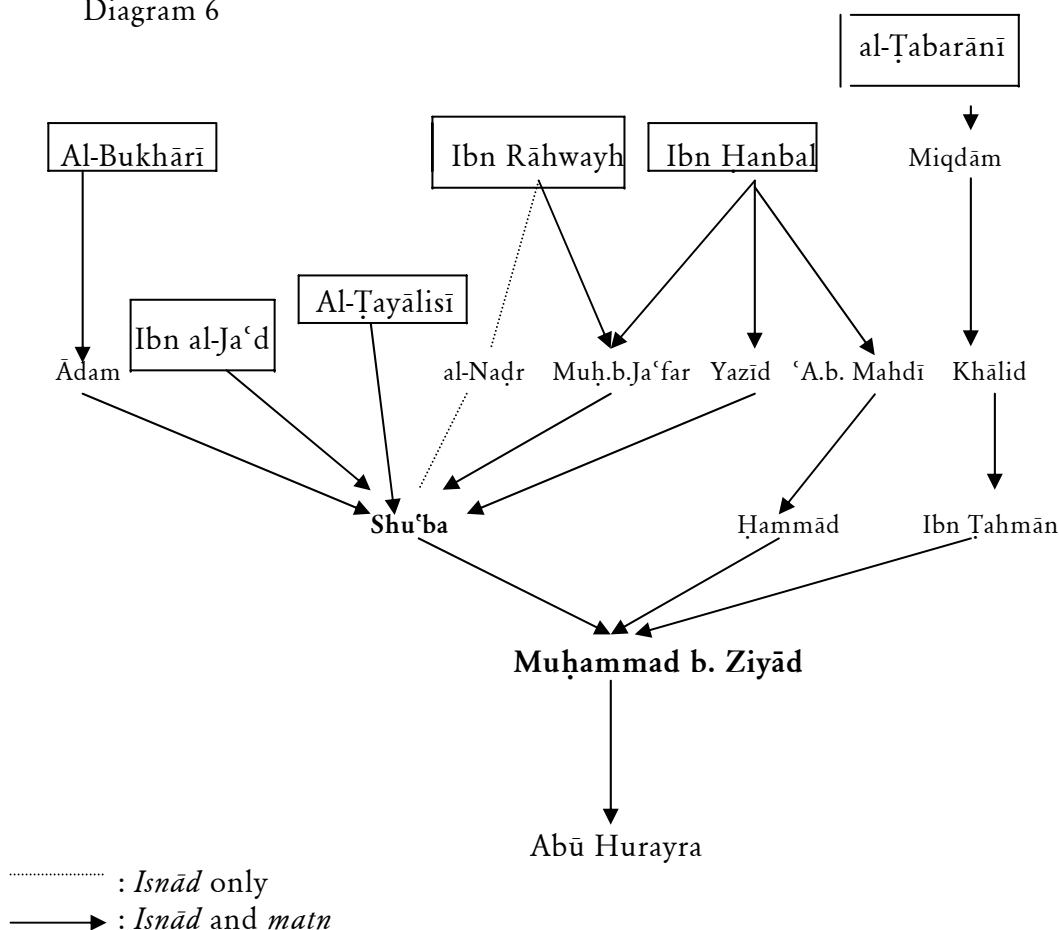 Diagram 6
al-Ṭabarānī
Al-Bukhārī
Ibn Rāhwayh
Ibn Ḥanbal
Miqdām
Al-Ṭayālisī
Ibn al-Jaʿd
Ādam
al-Naḍr
Muḥ.b.Jaʿfar
Yazīd
ʿA.b. Mahdī
Khālid
Shuʿba
Ḥammād
Ibn Ṭahmān
Muḥammad b. Ziyād
Abū Hurayra
: Isnād only
: Isnād and matn